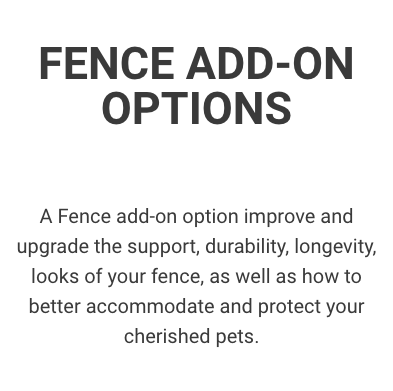 FENCE ADD-ON
OPTIONS
A Fence add-on option improve and
upgrade the support, durability, longevity,
looks of your fence, as well as how to
better accommodate and protect your
cherished pets.